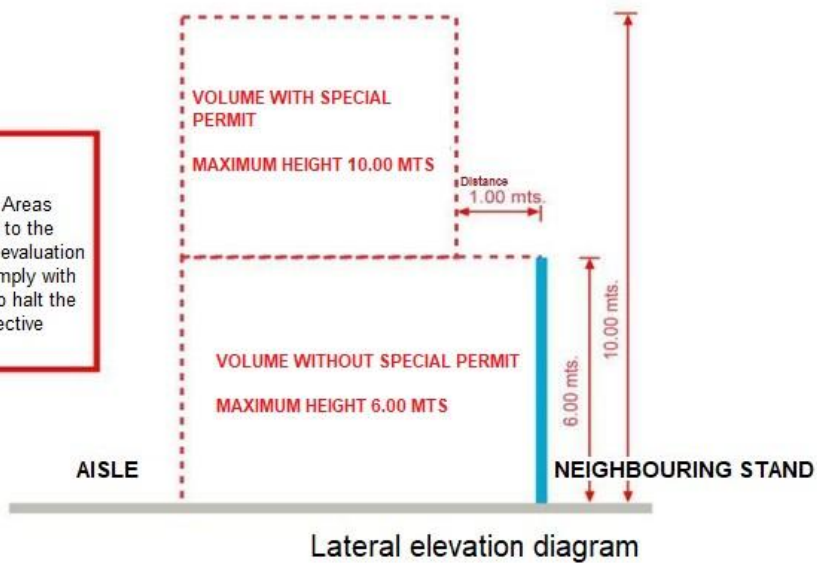 VOLUME WITH SPECIAL
PERMIT
MAXIMUM HEIGHT 10.00 MTS
Distance
1.00 mts.
Areas
to the
evaluation
mply with
o halt the
ective
10.00 mts.
6.00 mts.
VOLUME WITHOUT SPECIAL PERMIT
MAXIMUM HEIGHT 6.00 MTS
AISLE
NEIGHBOURING STAND
Lateral elevation diagram